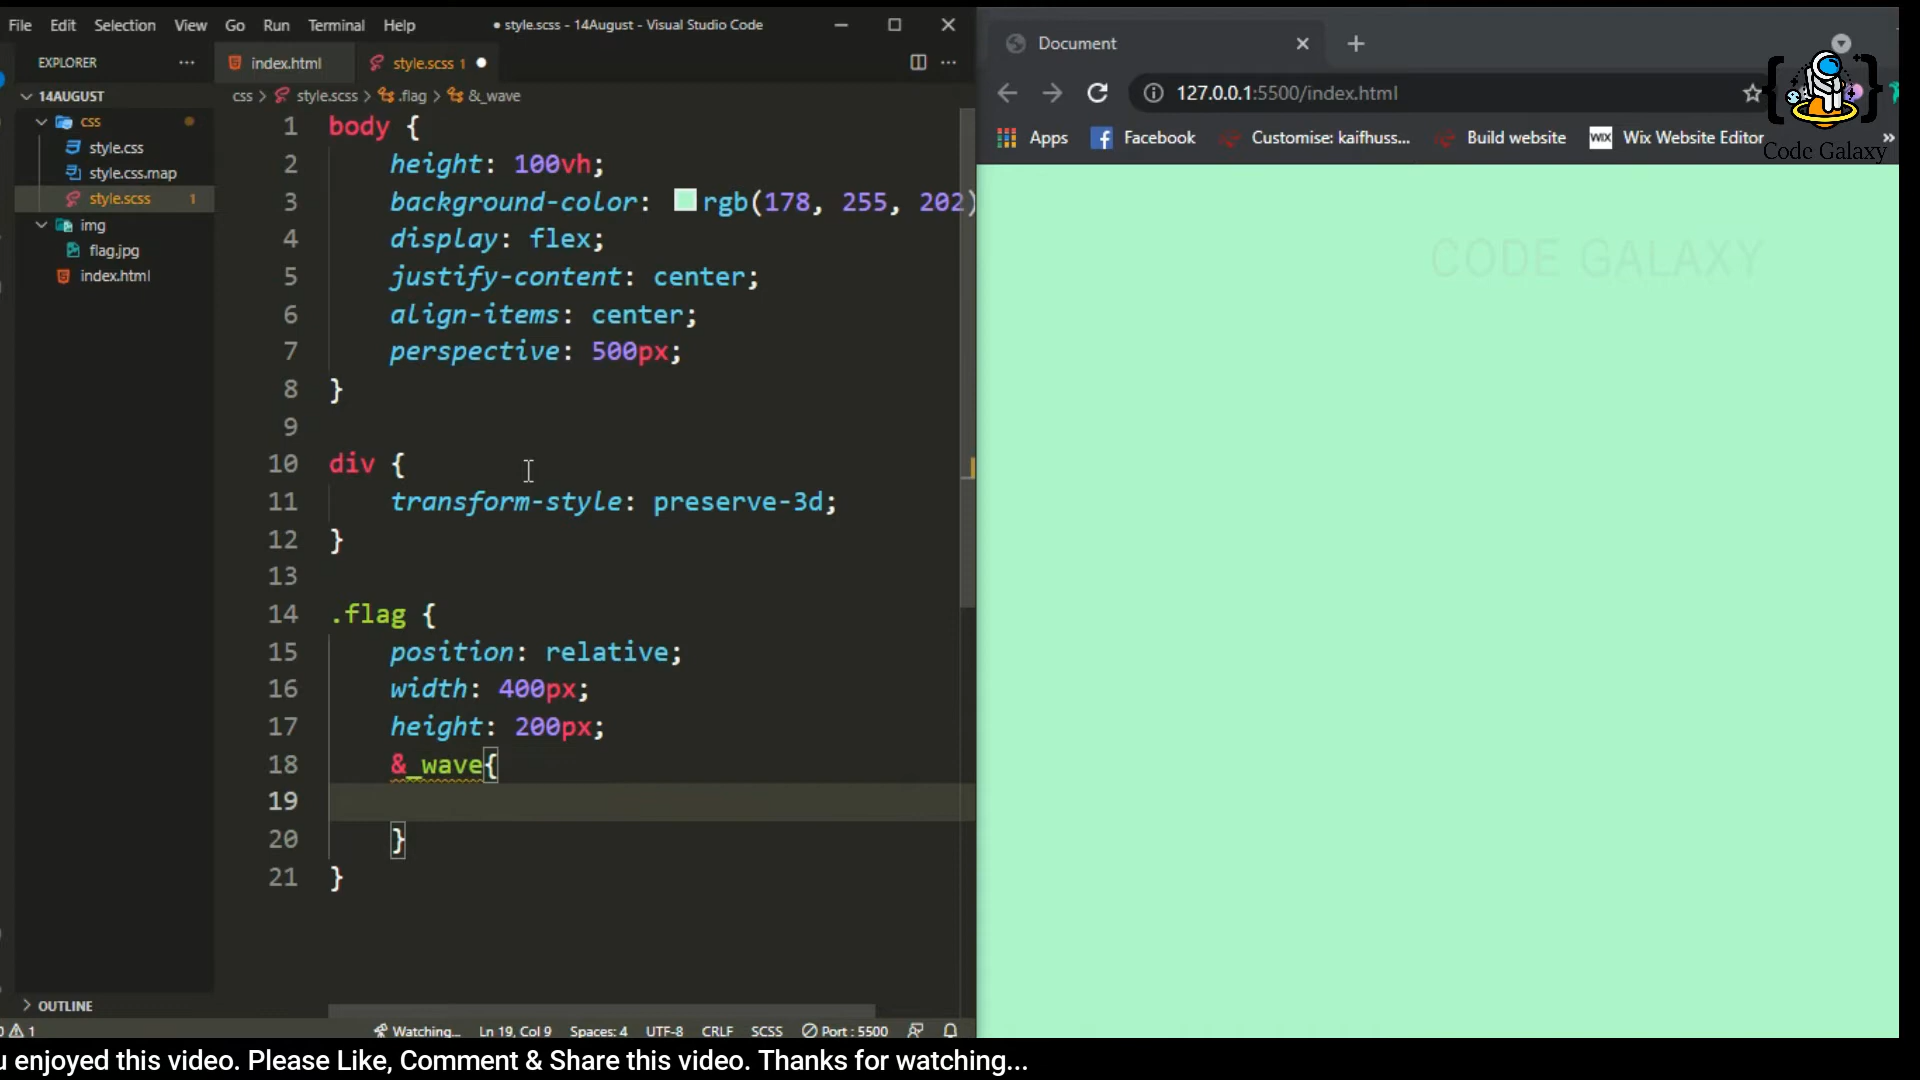 File Edit Selection View Go Run Terminal Help ● style.scss - 14August - Visual Studio Code
EXPLORER ···
index.html
style.scss 1 ●
14AUGUST
css
style.css
style.css.map
style.scss 1
img
flag.jpg
index.html
OUTLINE
css > style.scss > .flag > &_wave
1 body {
2 height: 100vh;
3 background-color: rgb(178, 255, 202)
4 display: flex;
5 justify-content: center;
6 align-items: center;
7 perspective: 500px;
8 }
9
10 div {
11 transform-style: preserve-3d;
12 }
13
14 .flag {
15 position: relative;
16 width: 400px;
17 height: 200px;
18 &_wave{
19
20 }
21 }
1 Watching... Ln 19, Col 9 Spaces: 4 UTF-8 CRLF SCSS Port : 5500
Document
127.0.0.1:5500/index.html
Apps Facebook Customise: kaifhuss... Build website WIX Wix Website Editor »
Code Galaxy
CODE GALAXY
u enjoyed this video. Please Like, Comment & Share this video. Thanks for watching...